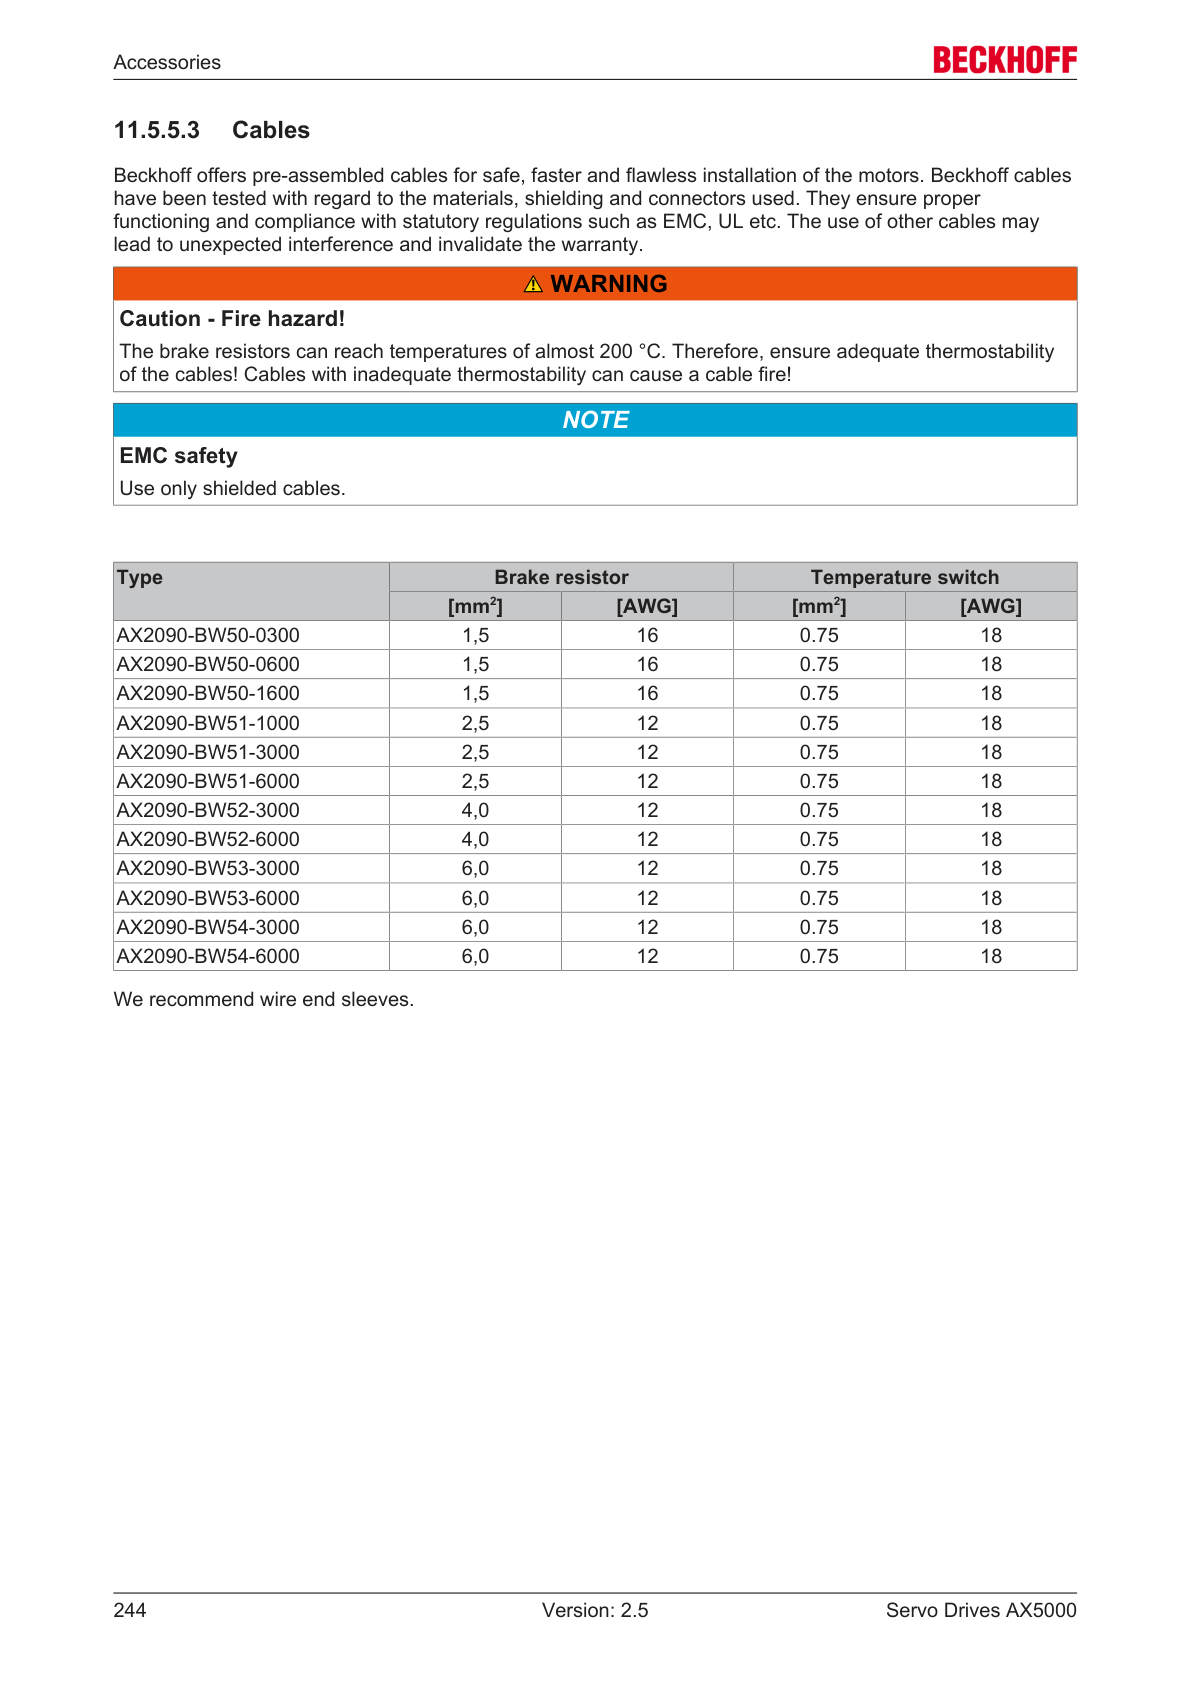 Accessories
BECKHOFF
11.5.5.3 Cables
Beckhoff offers pre-assembled cables for safe, faster and flawless installation of the motors. Beckhoff cables
have been tested with regard to the materials, shielding and connectors used. They ensure proper
functioning and compliance with statutory regulations such as EMC, UL etc. The use of other cables may
lead to unexpected interference and invalidate the warranty.
WARNING
Caution - Fire hazard!
The brake resistors can reach temperatures of almost 200 °C. Therefore, ensure adequate thermostability
of the cables! Cables with inadequate thermostability can cause a cable fire!
NOTE
EMC safety
Use only shielded cables.
Type Brake resistor Temperature switch
[mm²] [AWG] [mm²] [AWG]
AX2090-BW50-0300 1,5 16 0.75 18
AX2090-BW50-0600 1,5 16 0.75 18
AX2090-BW50-1600 1,5 16 0.75 18
AX2090-BW51-1000 2,5 12 0.75 18
AX2090-BW51-3000 2,5 12 0.75 18
AX2090-BW51-6000 2,5 12 0.75 18
AX2090-BW52-3000 4,0 12 0.75 18
AX2090-BW52-6000 4,0 12 0.75 18
AX2090-BW53-3000 6,0 12 0.75 18
AX2090-BW53-6000 6,0 12 0.75 18
AX2090-BW54-3000 6,0 12 0.75 18
AX2090-BW54-6000 6,0 12 0.75 18
We recommend wire end sleeves.
244 Version: 2.5 Servo Drives AX5000